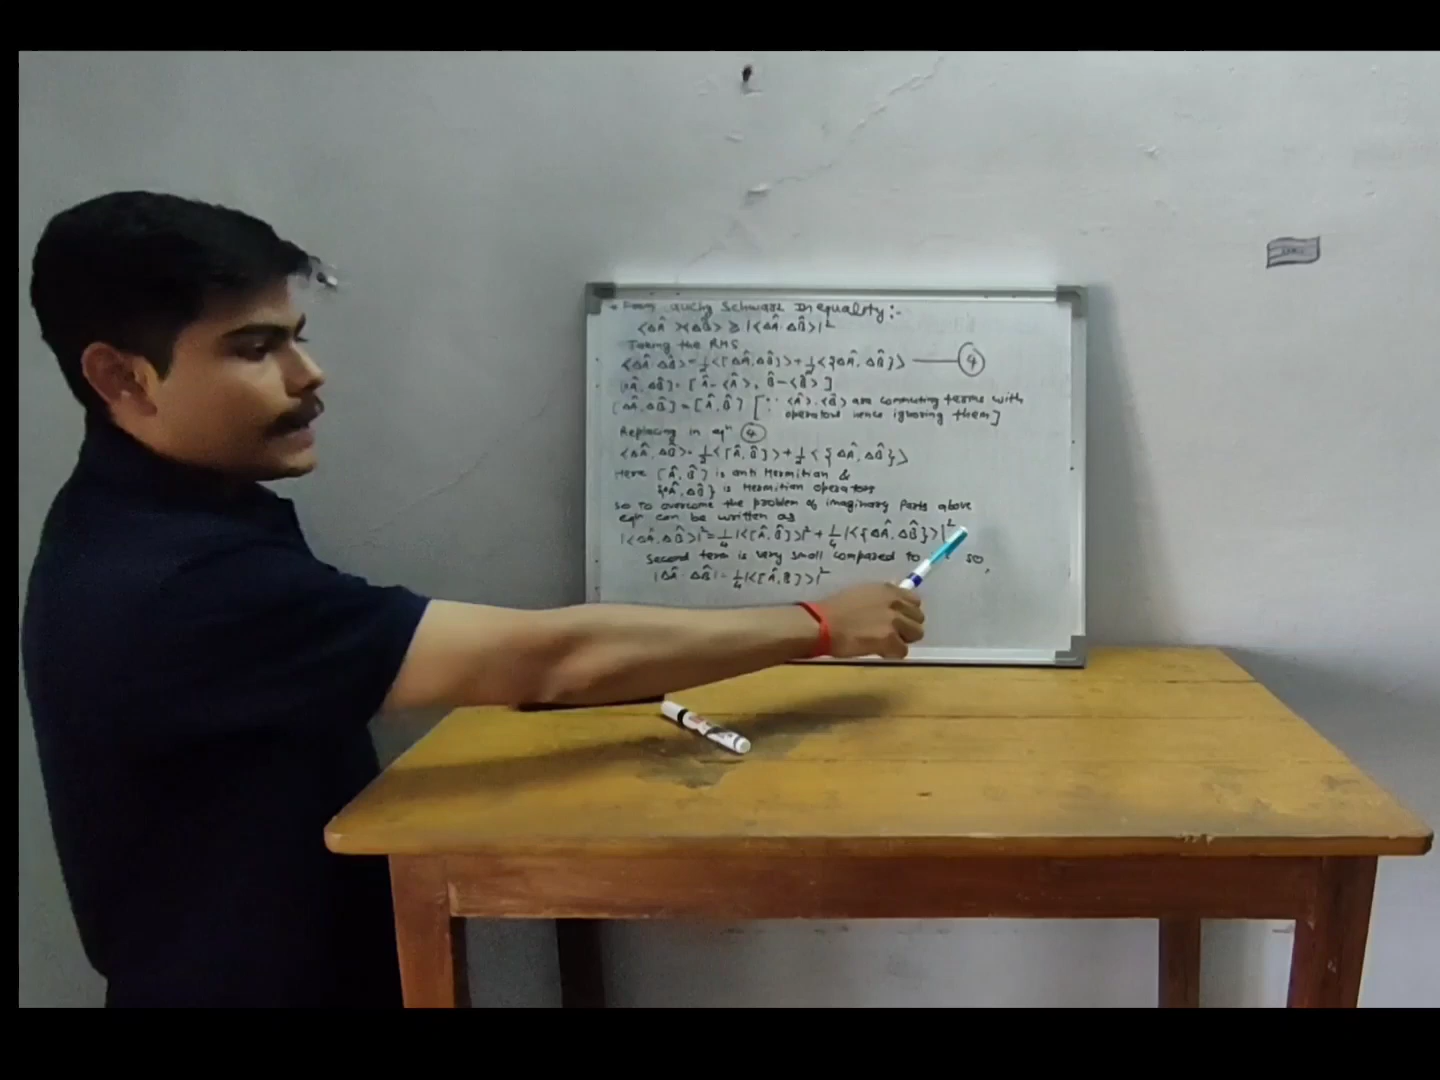 * From auchy Schwarz Inequality:-
<ΔÂ ><ΔB̂> ≥ |<ΔÂ·ΔB̂>|²
Taking the RMS
<ΔÂ·ΔB̂> = ½<[ΔÂ,ΔB̂]> + ½<{ΔÂ, ΔB̂}> —— ④
[ΔÂ, ΔB̂] = [Â-<Â>, B̂-<B̂>]
[ΔÂ, ΔB̂] = [Â, B̂] [∵ <Â>,<B̂> are commuting terms with
operators hence ignoring them]
Replacing in eqⁿ ④
<ΔÂ, ΔB̂> = ½<[Â, B̂]> + ½<{ΔÂ, ΔB̂}>
Here [Â, B̂] is anti Hermitian &
{ΔÂ, ΔB̂} is Hermitian operators
so to overcome the problem of imaginary Parts above
eqⁿ can be written as
|<ΔÂ, ΔB̂>|² = ¼|<[Â, B̂]>|² + ¼|<{ΔÂ, ΔB̂}>|²
Second term is very small compared to so,
|ΔÂ·ΔB̂| = ¼|<[Â,B]>|²